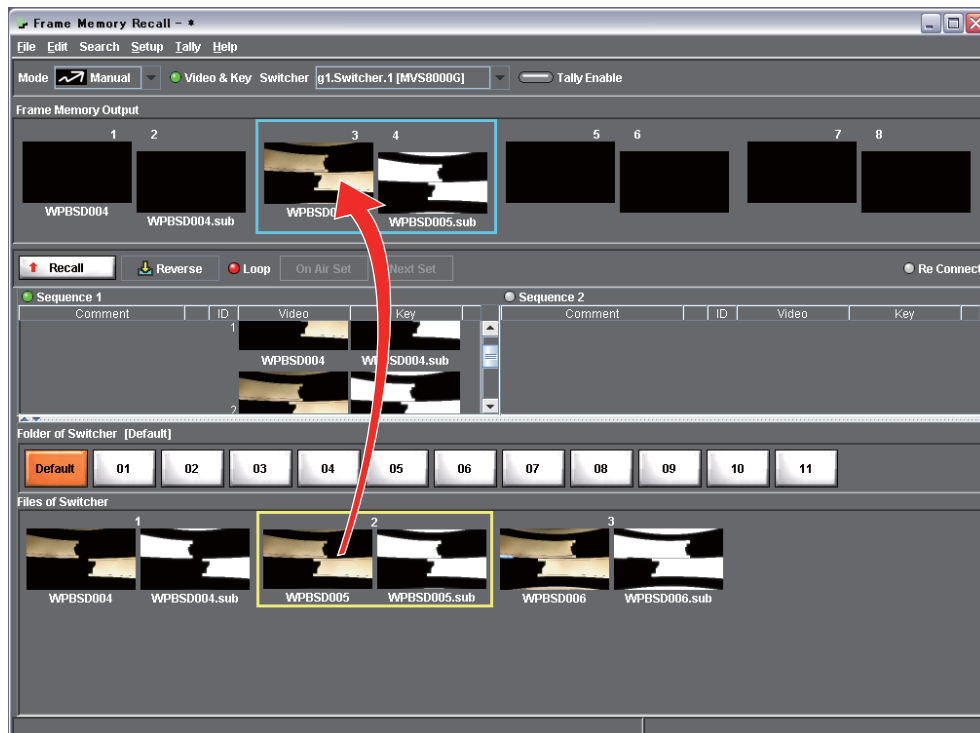 Frame Memory Recall - *
File Edit Search Setup Tally Help
Mode Manual Video & Key Switcher g1.Switcher.1 [MVS8000G] Tally Enable
Frame Memory Output
1 2 3 4 5 6 7 8
WPBSD004 WPBSD004.sub WPBSD0 WPBSD005.sub
Recall Reverse Loop On Air Set Next Set Re Connect
Sequence 1 Sequence 2
Comment ID Video Key Comment ID Video Key
1
WPBSD004 WPBSD004.sub
2
Folder of Switcher [Default]
Default 01 02 03 04 05 06 07 08 09 10 11
Files of Switcher
1 2 3
WPBSD004 WPBSD004.sub WPBSD005 WPBSD005.sub WPBSD006 WPBSD006.sub